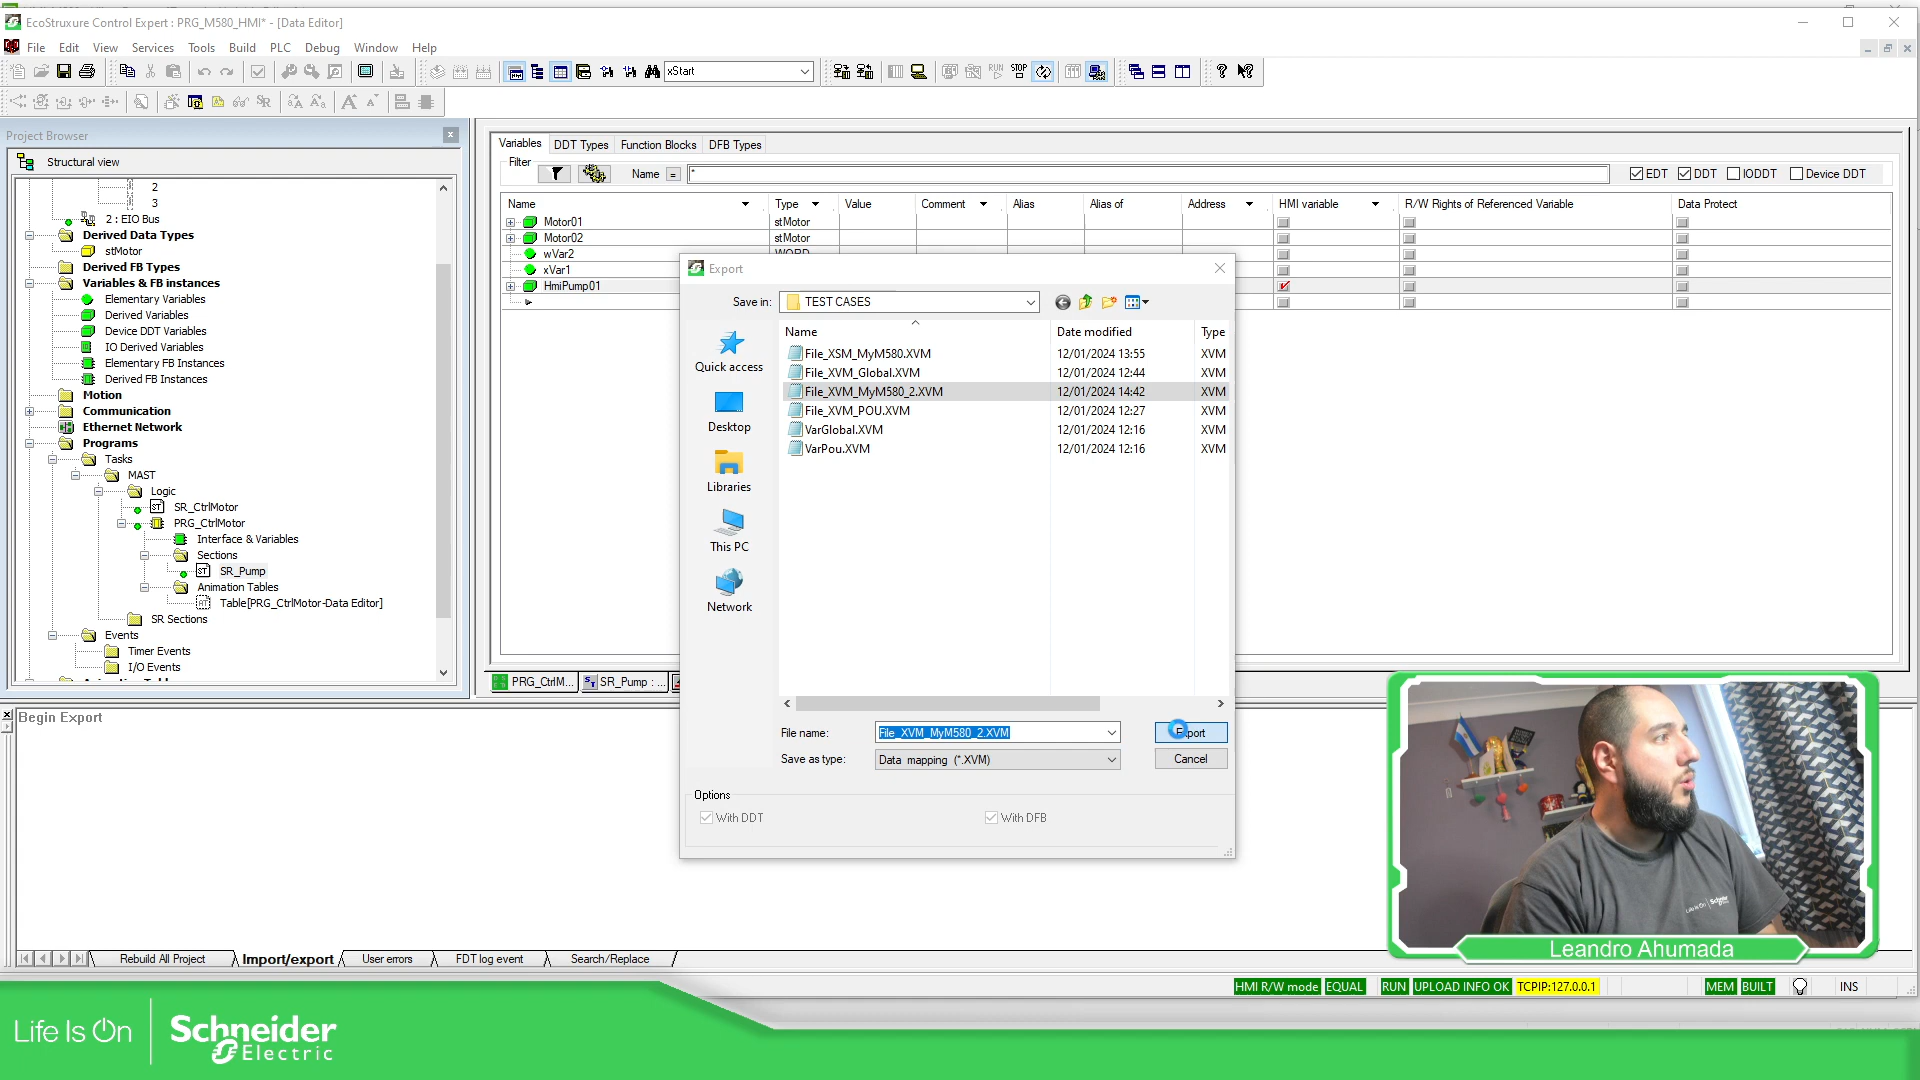 EcoStruxure Control Expert : PRG_M580_HMI* - [Data Editor]
File Edit View Services Tools Build PLC Debug Window Help
xStart
RUN STOP
SR
Project Browser
Structural view
2
3
2 : EIO Bus
Derived Data Types
stMotor
Derived FB Types
Variables & FB instances
Elementary Variables
Derived Variables
Device DDT Variables
IO Derived Variables
Elementary FB Instances
Derived FB Instances
Motion
Communication
Ethernet Network
Programs
Tasks
MAST
Logic
SR_CtrlMotor
PRG_CtrlMotor
Interface & Variables
Sections
SR_Pump
Animation Tables
Table[PRG_CtrlMotor-Data Editor]
SR Sections
Events
Timer Events
I/O Events
Variables DDT Types Function Blocks DFB Types
Filter
Name = * EDT DDT IODDT Device DDT
Name Type Value Comment Alias Alias of Address HMI variable R/W Rights of Referenced Variable Data Protect
Motor01 stMotor
Motor02 stMotor
wVar2 WORD
xVar1
HmiPump01
PRG_CtrlM... SR_Pump : ...
Export
Save in: TEST CASES
Quick access
Desktop
Libraries
This PC
Network
Name Date modified Type
File_XSM_MyM580.XVM 12/01/2024 13:55 XVM
File_XVM_Global.XVM 12/01/2024 12:44 XVM
File_XVM_MyM580_2.XVM 12/01/2024 14:42 XVM
File_XVM_POU.XVM 12/01/2024 12:27 XVM
VarGlobal.XVM 12/01/2024 12:16 XVM
VarPou.XVM 12/01/2024 12:16 XVM
File name: File_XVM_MyM580_2.XVM Export
Save as type: Data mapping (*.XVM) Cancel
Options
With DDT With DFB
Begin Export
Rebuild All Project Import/export User errors FDT log event Search/Replace
HMI R/W mode EQUAL RUN UPLOAD INFO OK TCPIP:127.0.0.1 MEM BUILT INS
Life Is On Schneider
Leandro Ahumada
Life Is On Schneider Electric